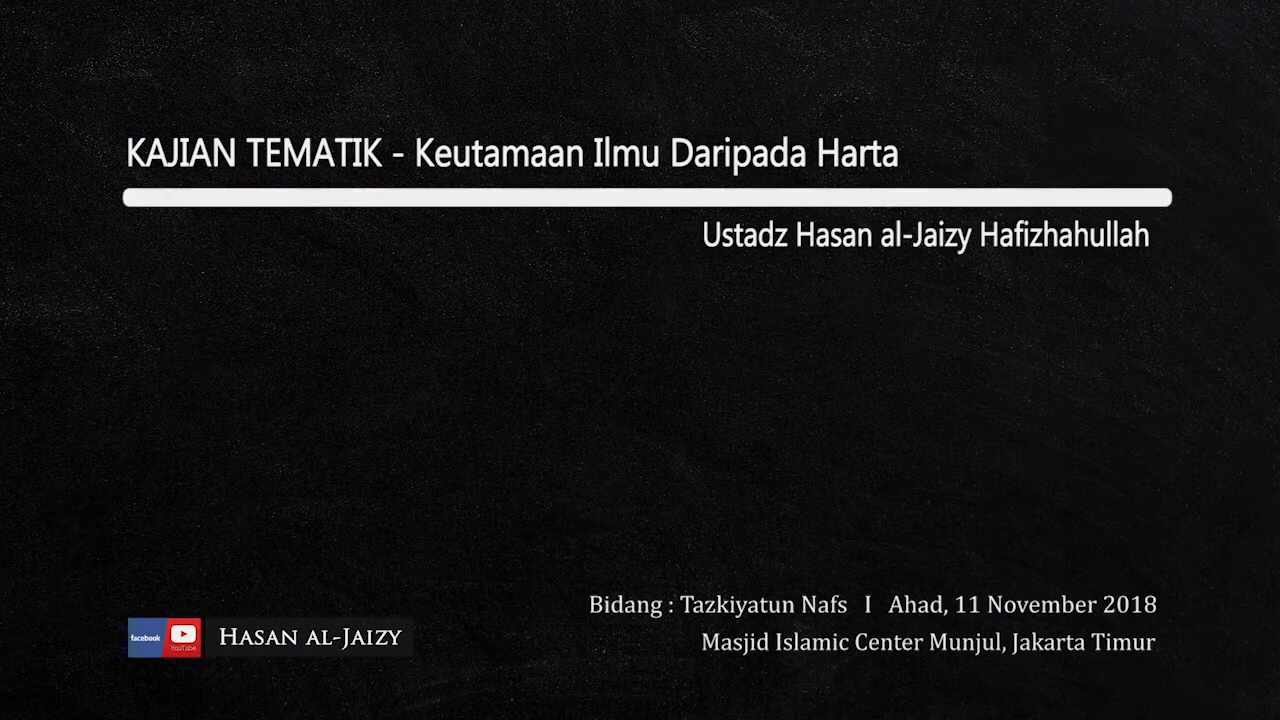 KAJIAN TEMATIK - Keutamaan Ilmu Daripada Harta
Ustadz Hasan al-Jaizy Hafizhahullah
Bidang : Tazkiyatun Nafs I Ahad, 11 November 2018
Masjid Islamic Center Munjul, Jakarta Timur
facebook
YouTube
HASAN AL-JAIZY